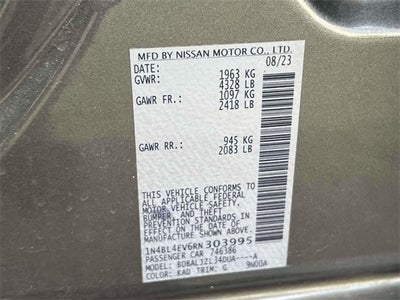 MFD BY NISSAN MOTOR CO., LTD.
DATE: 08/23
GVWR: 1963 KG
4328 LB
GAWR FR.: 1097 KG
2418 LB
GAWR RR.: 945 KG
2083 LB
THIS VEHICLE CONFORMS TO
ALL APPLICABLE FEDERAL
MOTOR VEHICLE SAFETY,
BUMPER, AND THEFT
PREVENTION STANDARDS IN
EFFECT ON THE DATE OF
MANUFACTURE SHOWN ABOVE.
1N4BL4EV6RN303995
PASSENGER CAR 746386
MODEL: BDBALJZL34DUA----A
COLOR: KAD TRIM: G 9N00A